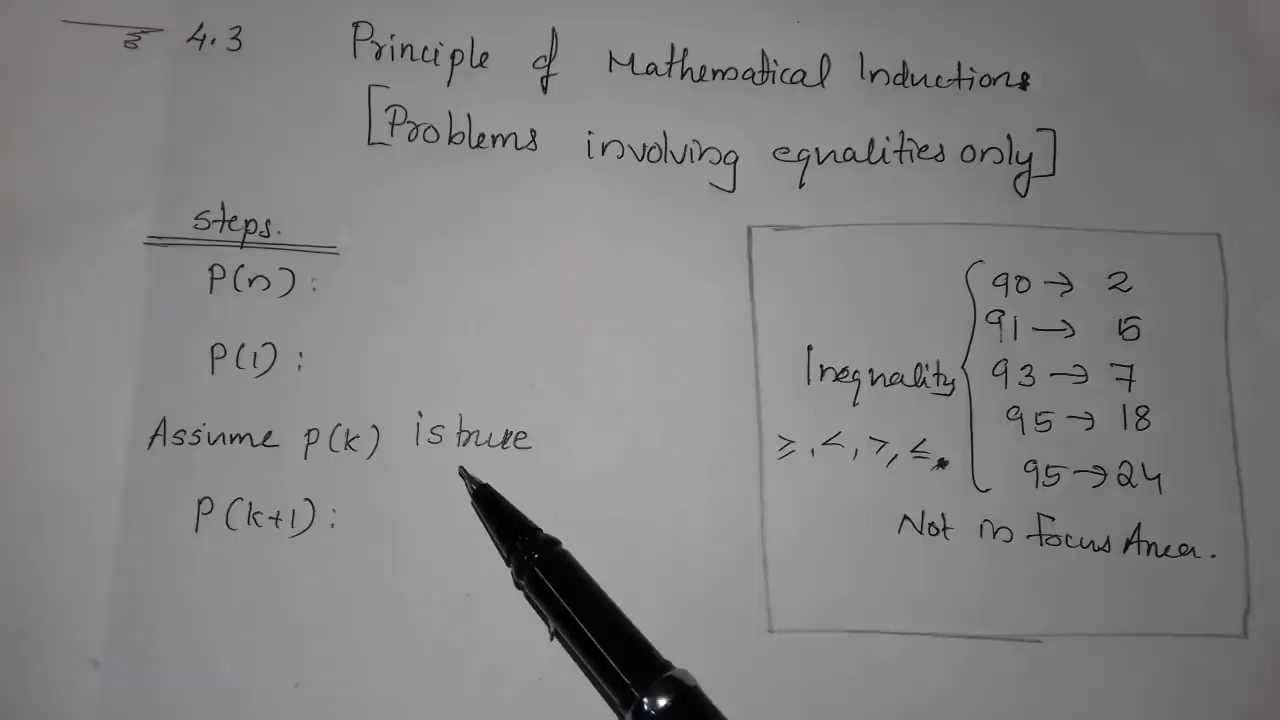 4.3 Principle of Mathematical Induction.
[Problems involving equalities only]
Steps.
P(n) :
P(1) :
Assume P(k) is true
P(k+1) :
90 → 2
91 → 5
Inequality 93 → 7
≥, <, >, ≤. 95 → 18
95 → 24
Not in focus Area.